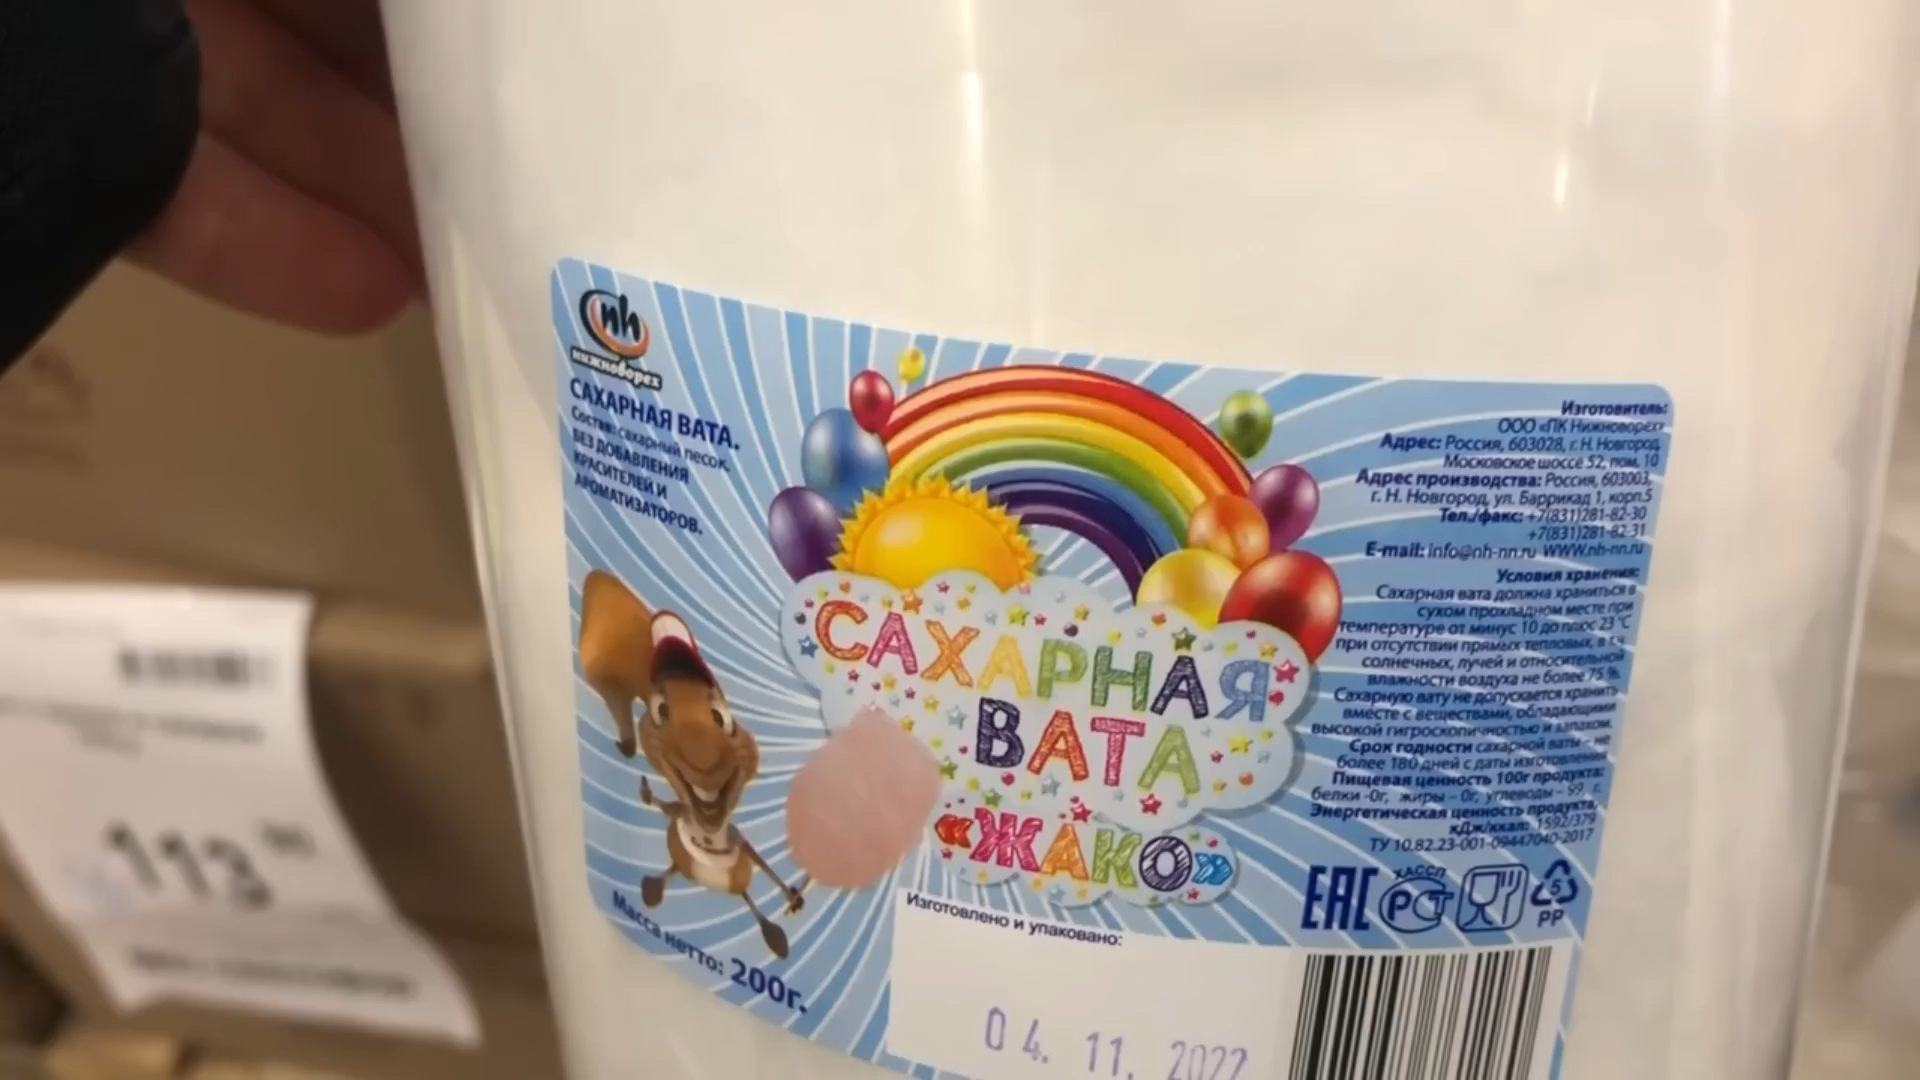 nh
нижноворех
САХАРНАЯ ВАТА.
Состав: сахарный песок.
БЕЗ ДОБАВЛЕНИЯ
КРАСИТЕЛЕЙ И
АРОМАТИЗАТОРОВ.
САХАРНАЯ
ВАТА
«ЖАКО»
Масса нетто: 200г.
Изготовлено и упаковано:
04. 11. 2022
Изготовитель:
ООО «ПК Нижноворех»
Адрес: Россия, 603028, г. Н. Новгород,
Московское шоссе 52, пом. 10
Адрес производства: Россия, 603003,
г. Н. Новгород, ул. Баррикад 1, корп.5
Тел./факс: +7(831)281-82-30
+7(831)281-82-31
E-mail: info@nh-nn.ru WWW.nh-nn.ru
Условия хранения:
Сахарная вата должна храниться в
сухом прохладном месте при
температуре от минус 10 до плюс 23 °С
при отсутствии прямых тепловых, в т.ч.
солнечных, лучей и относительной
влажности воздуха не более 75 %.
Сахарную вату не допускается хранить
вместе с веществами, обладающими
высокой гигроскопичностью и запахом.
Срок годности сахарной ваты - не
более 180 дней с даты изготовления
Пищевая ценность 100г продукта:
белки -0г, жиры – 0г, углеводы – 99, г.
Энергетическая ценность продукта,
кДж/ккал: 1592/379
ТУ 10.82.23-001-09447040-2017
EAC
ХАССП
РСТ
5
PP
113